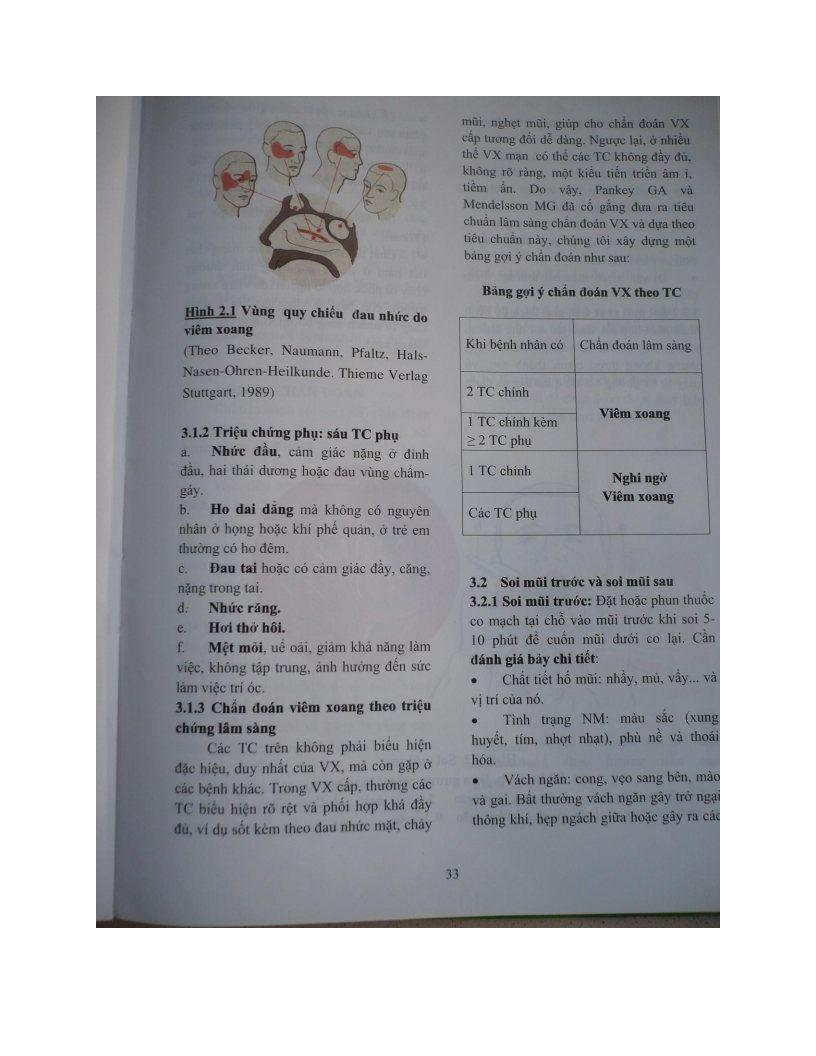 Hình 2.1 Vùng quy chiếu đau nhức do
viêm xoang
(Theo Becker, Naumann, Pfaltz, Hals-
Nasen-Ohren-Heilkunde. Thieme Verlag
Stuttgart, 1989)
3.1.2 Triệu chứng phụ: sáu TC phụ
a. Nhức đầu, cảm giác nặng ở đỉnh
đầu, hai thái dương hoặc đau vùng chẩm-
gáy.
b. Ho dai dẳng mà không có nguyên
nhân ở họng hoặc khí phế quản, ở trẻ em
thường có ho đêm.
c. Đau tai hoặc có cảm giác đầy, căng,
nặng trong tai.
d. Nhức răng.
e. Hơi thở hôi.
f. Mệt mỏi, uể oải, giảm khả năng làm
việc, không tập trung, ảnh hưởng đến sức
làm việc trí óc.
3.1.3 Chẩn đoán viêm xoang theo triệu
chứng lâm sàng
Các TC trên không phải biểu hiện
đặc hiệu, duy nhất của VX, mà còn gặp ở
các bệnh khác. Trong VX cấp, thường các
TC biểu hiện rõ rệt và phối hợp khá đầy
đủ, ví dụ sốt kèm theo đau nhức mặt, chảy
mũi, nghẹt mũi, giúp cho chẩn đoán VX
cấp tương đối dễ dàng. Ngược lại, ở nhiều
thể VX mạn có thể các TC không đầy đủ,
không rõ ràng, một kiểu tiến triển âm ỉ,
tiềm ẩn. Do vậy, Pankey GA và
Mendelsson MG đã cố gắng đưa ra tiêu
chuẩn lâm sàng chẩn đoán VX và dựa theo
tiêu chuẩn này, chúng tôi xây dựng một
bảng gợi ý chẩn đoán như sau:
Bảng gợi ý chẩn đoán VX theo TC
Khi bệnh nhân có Chẩn đoán lâm sàng
2 TC chính
1 TC chính kèm
≥ 2 TC phụ
Viêm xoang
1 TC chính
Các TC phụ
Nghi ngờ
Viêm xoang
3.2 Soi mũi trước và soi mũi sau
3.2.1 Soi mũi trước: Đặt hoặc phun thuốc
co mạch tại chỗ vào mũi trước khi soi 5-
10 phút để cuốn mũi dưới co lại. Cần
đánh giá bảy chi tiết:
• Chất tiết hố mũi: nhầy, mủ, vẩy... và
vị trí của nó.
• Tình trạng NM: màu sắc (xung
huyết, tím, nhợt nhạt), phù nề và thoái
hóa.
• Vách ngăn: cong, vẹo sang bên, mào
và gai. Bất thường vách ngăn gây trở ngại
thông khí, hẹp ngách giữa hoặc gây ra các
33